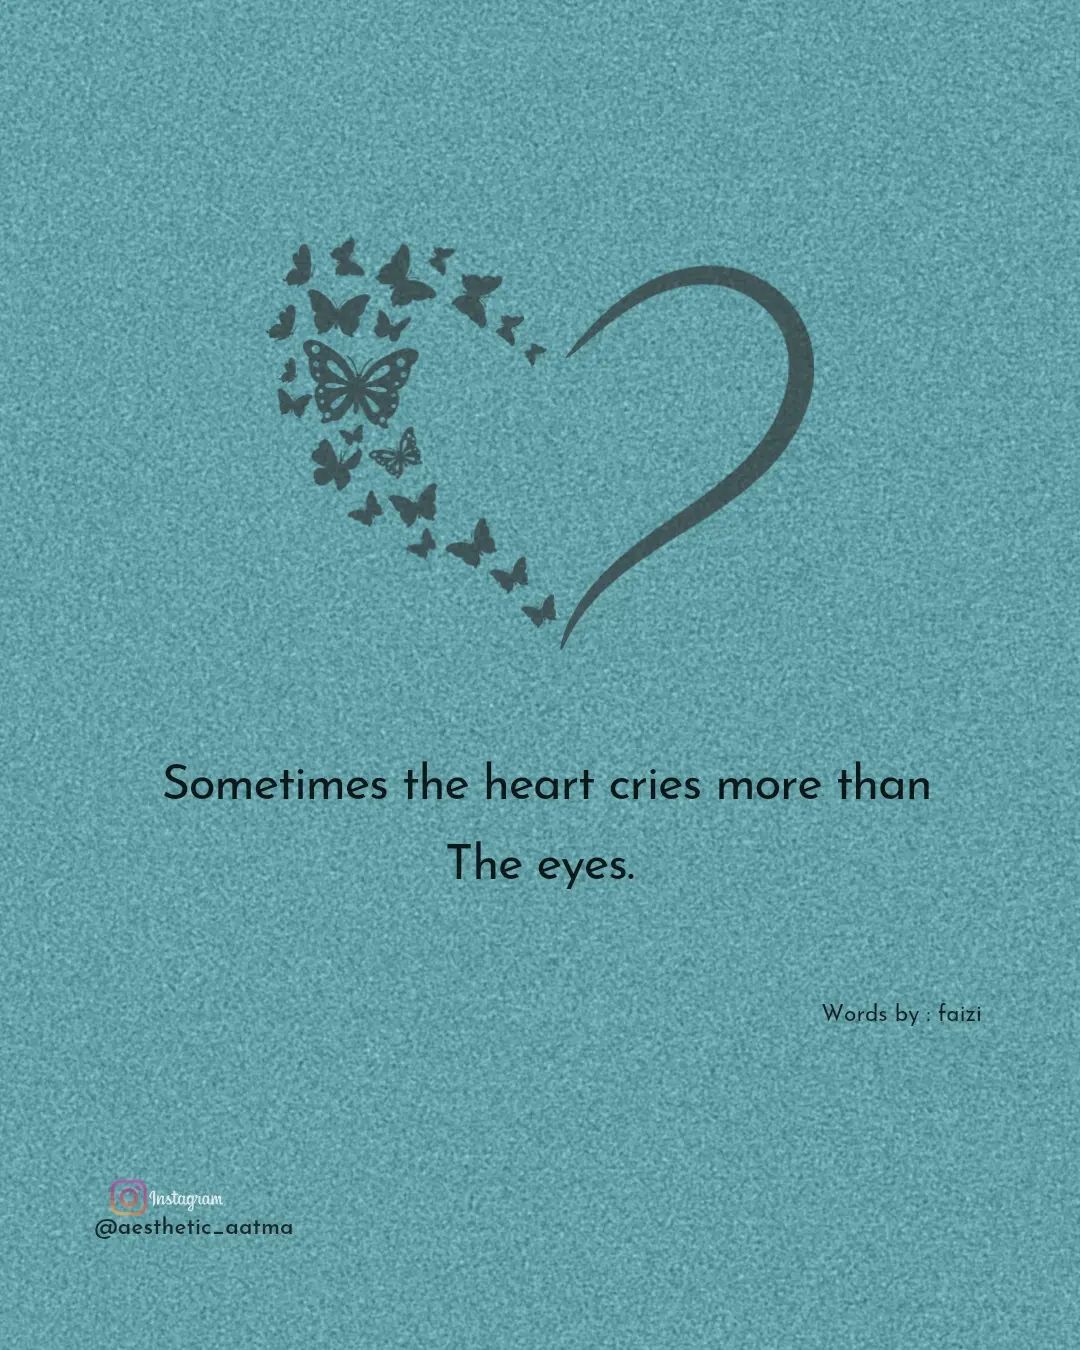 Sometimes the heart cries more than
The eyes.
Words by : faizi
Instagram
@aesthetic_aatma